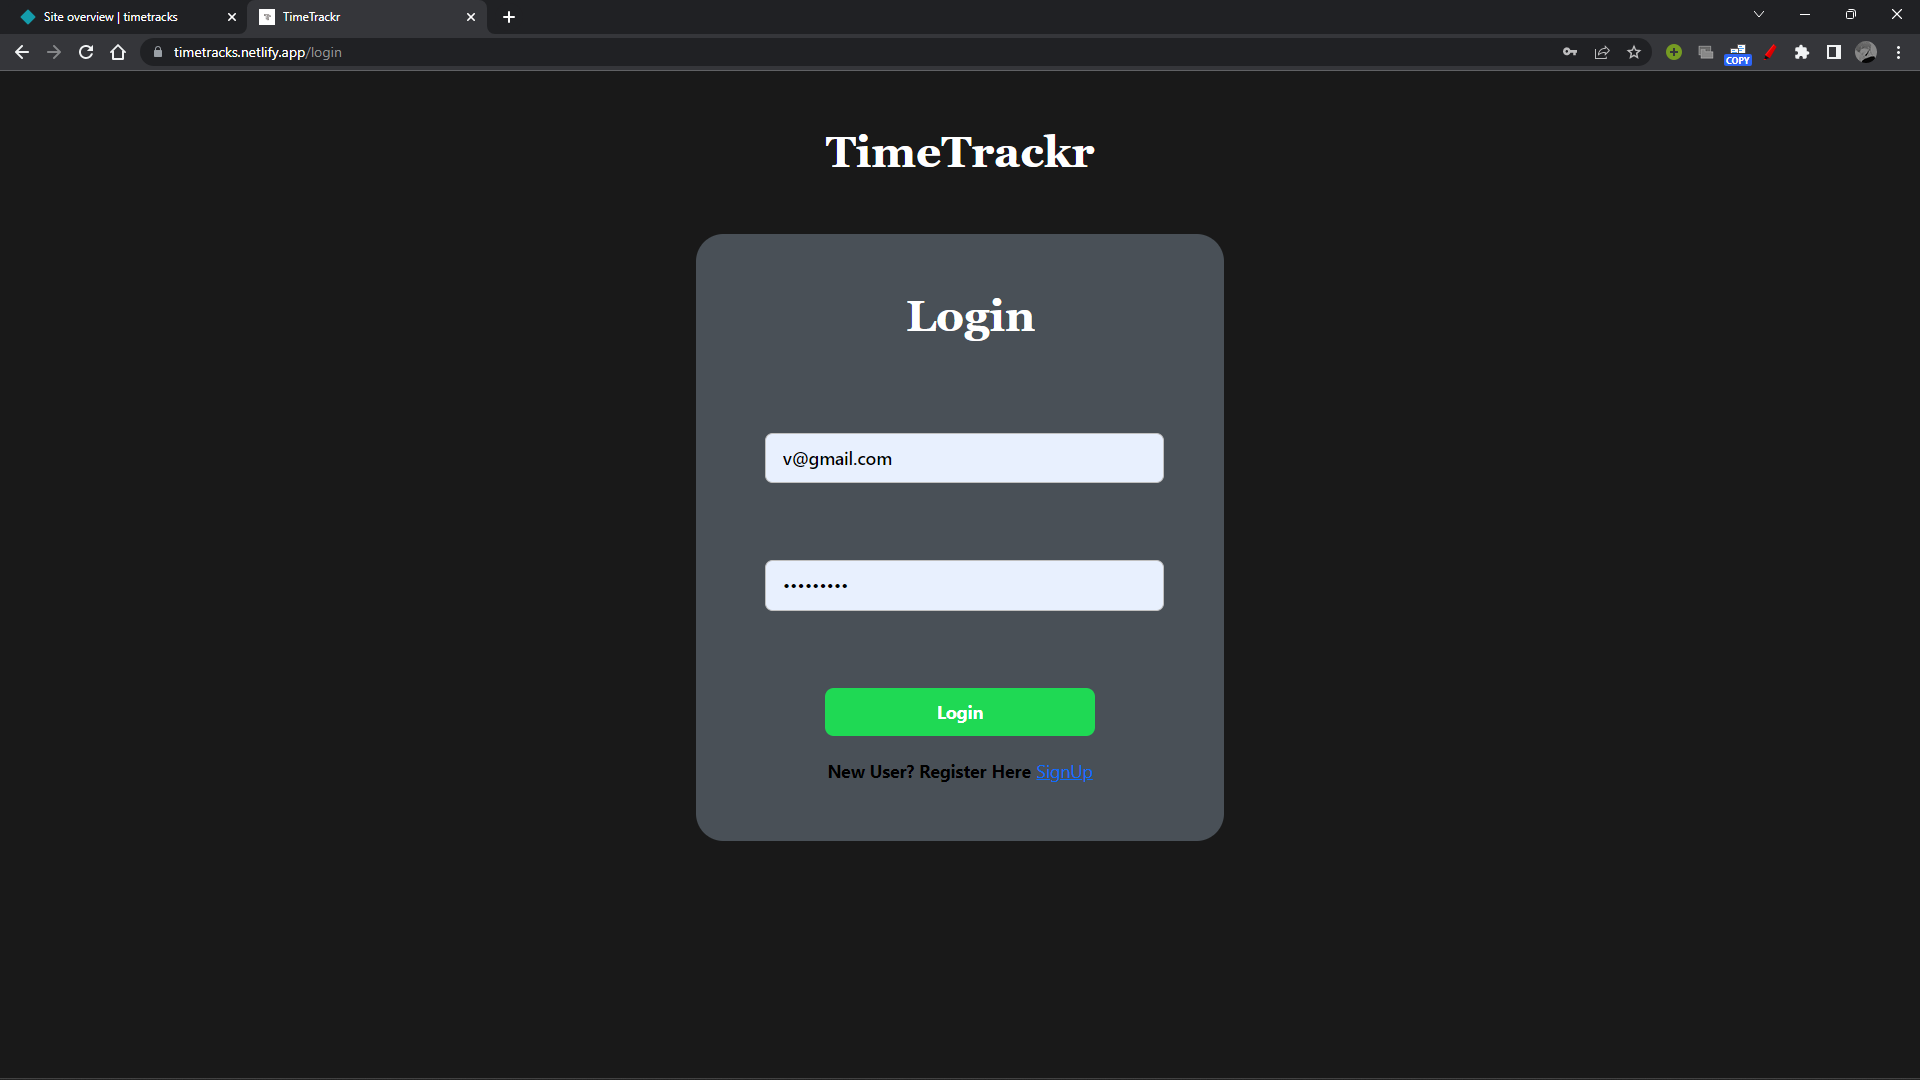 Site overview | timetracks
TimeTrackr
timetracks.netlify.app/login
COPY
TimeTrackr
Login
v@gmail.com
•••••••••
Login
New User? Register Here SignUp